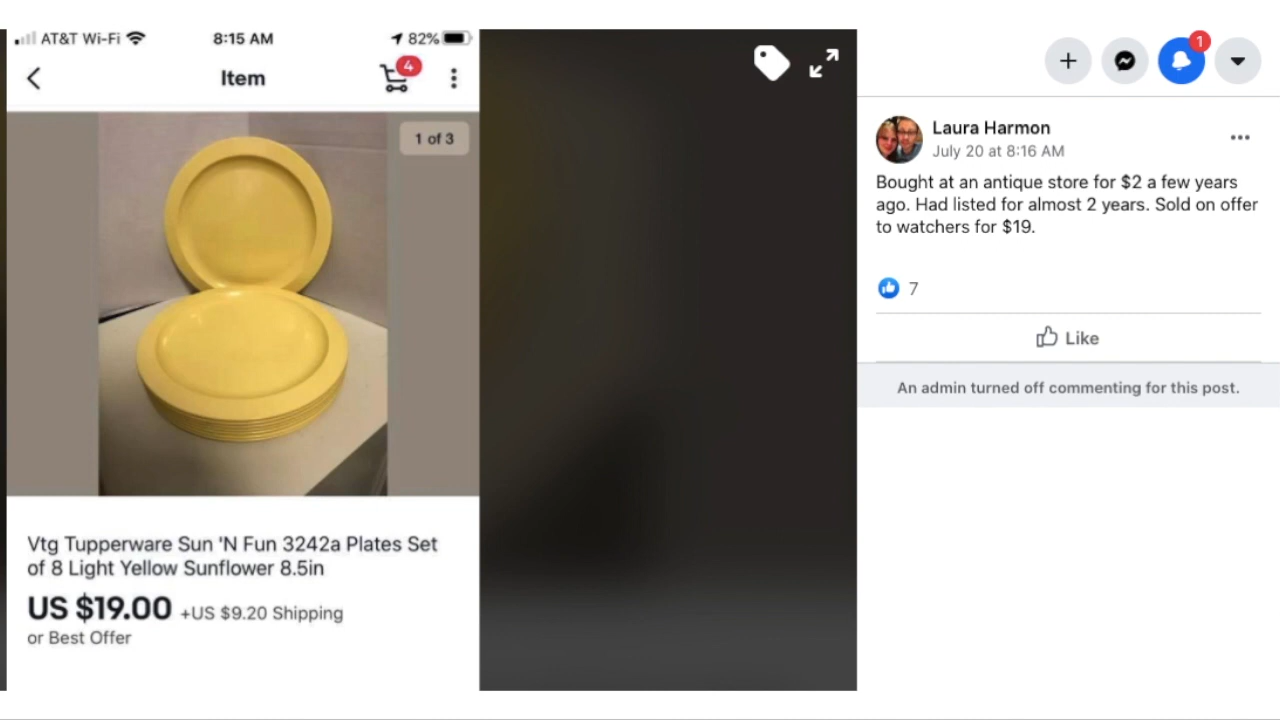 AT&T Wi-Fi 8:15 AM 82%
Item 4
1 of 3
Vtg Tupperware Sun 'N Fun 3242a Plates Set
of 8 Light Yellow Sunflower 8.5in
US $19.00 +US $9.20 Shipping
or Best Offer
1
Laura Harmon
July 20 at 8:16 AM
Bought at an antique store for $2 a few years
ago. Had listed for almost 2 years. Sold on offer
to watchers for $19.
7
Like
An admin turned off commenting for this post.